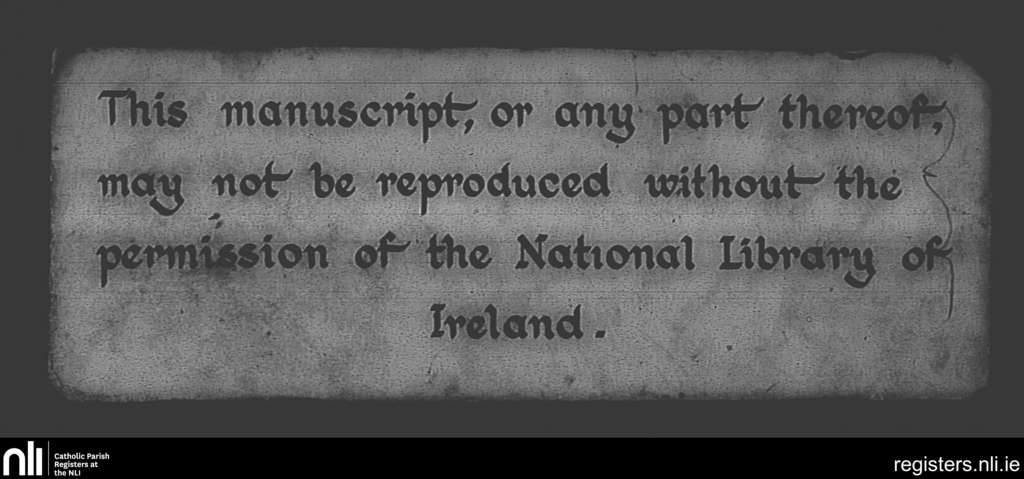 This manuscript, or any part thereof,
may not be reproduced without the
permission of the National Library of
Ireland.
nli
Catholic Parish
Registers at
the NLI
registers.nli.ie